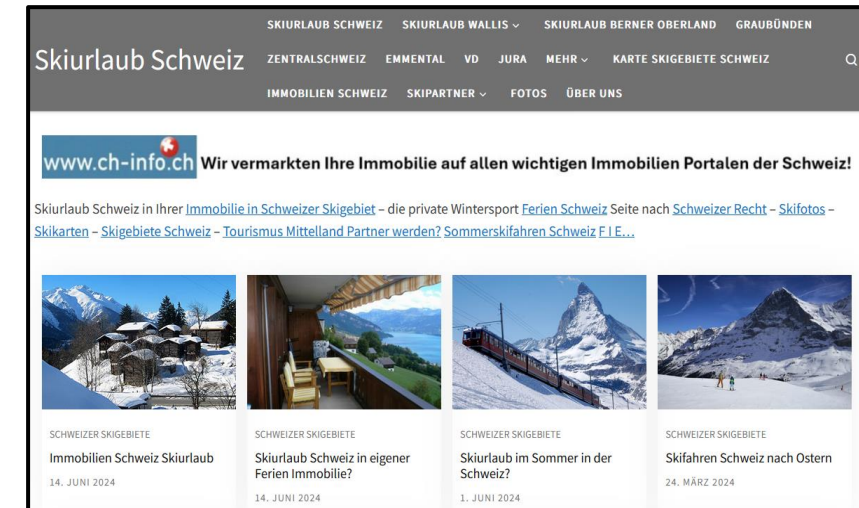 SKIURLAUB SCHWEIZ SKIURLAUB WALLIS SKIURLAUB BERNER OBERLAND GRAUBÜNDEN
Skiurlaub Schweiz ZENTRALSCHWEIZ EMMENTAL VD JURA MEHR KARTE SKIGEBIETE SCHWEIZ
IMMOBILIEN SCHWEIZ SKIPARTNER FOTOS ÜBER UNS
www.ch-info.ch Wir vermarkten Ihre Immobilie auf allen wichtigen Immobilien Portalen der Schweiz!
Skiurlaub Schweiz in Ihrer Immobilie in Schweizer Skigebiet – die private Wintersport Ferien Schweiz Seite nach Schweizer Recht – Skifotos –
Skikarten – Skigebiete Schweiz – Tourismus Mittelland Partner werden? Sommerskifahren Schweiz F I E…
SCHWEIZER SKIGEBIETE
Immobilien Schweiz Skiurlaub
14. JUNI 2024
SCHWEIZER SKIGEBIETE
Skiurlaub Schweiz in eigener
Ferien Immobilie?
14. JUNI 2024
SCHWEIZER SKIGEBIETE
Skiurlaub im Sommer in der
Schweiz?
1. JUNI 2024
SCHWEIZER SKIGEBIETE
Skifahren Schweiz nach Ostern
24. MÄRZ 2024